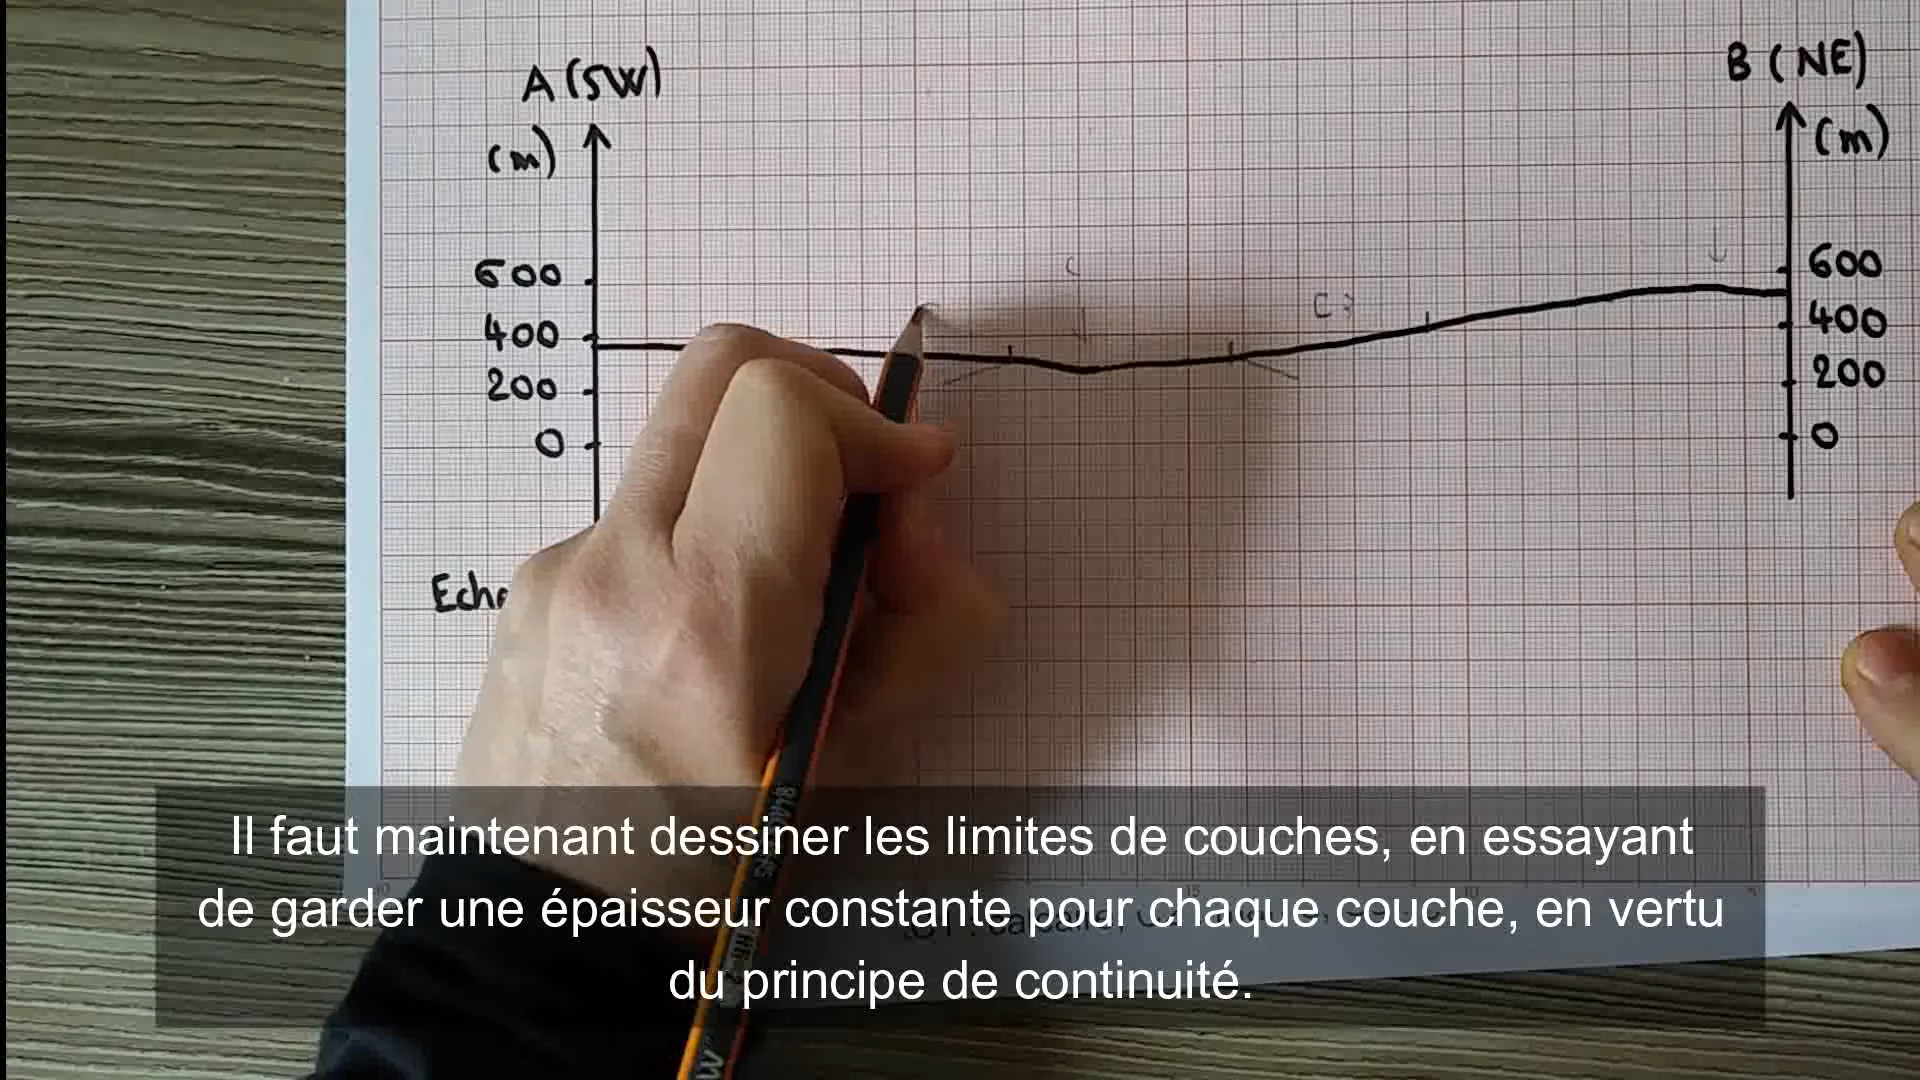 A (SW)
B (NE)
(m)
(m)
600
600
400
400
200
200
0
0
Eche
Il faut maintenant dessiner les limites de couches, en essayant
de garder une épaisseur constante pour chaque couche, en vertu
du principe de continuité.